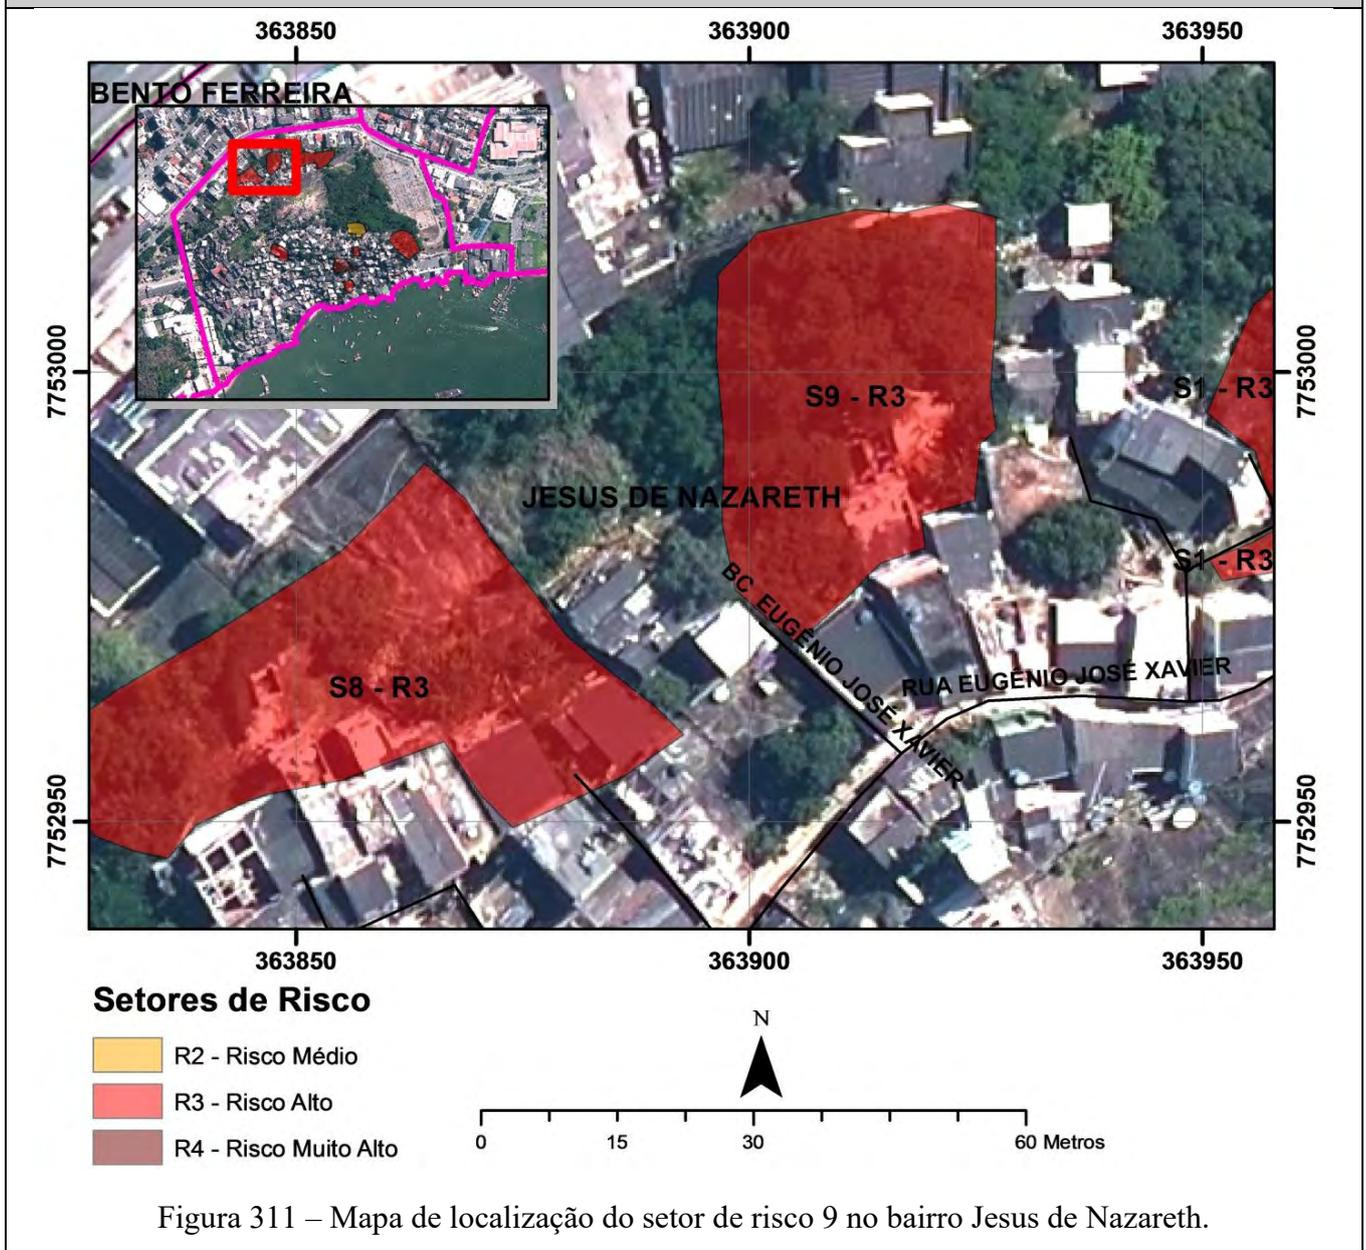 363850 363900 363950
BENTO FERREIRA
7753000 7753000
S1 - R3
S9 - R3
JESUS DE NAZARETH
S1 - R3
BC EUGÊNIO JOSÉ XAVIER
RUA EUGÊNIO JOSÉ XAVIER
S8 - R3
7752950 7752950
363850 363900 363950
Setores de Risco
N
R2 - Risco Médio
R3 - Risco Alto
R4 - Risco Muito Alto
0 15 30 60 Metros
Figura 311 – Mapa de localização do setor de risco 9 no bairro Jesus de Nazareth.